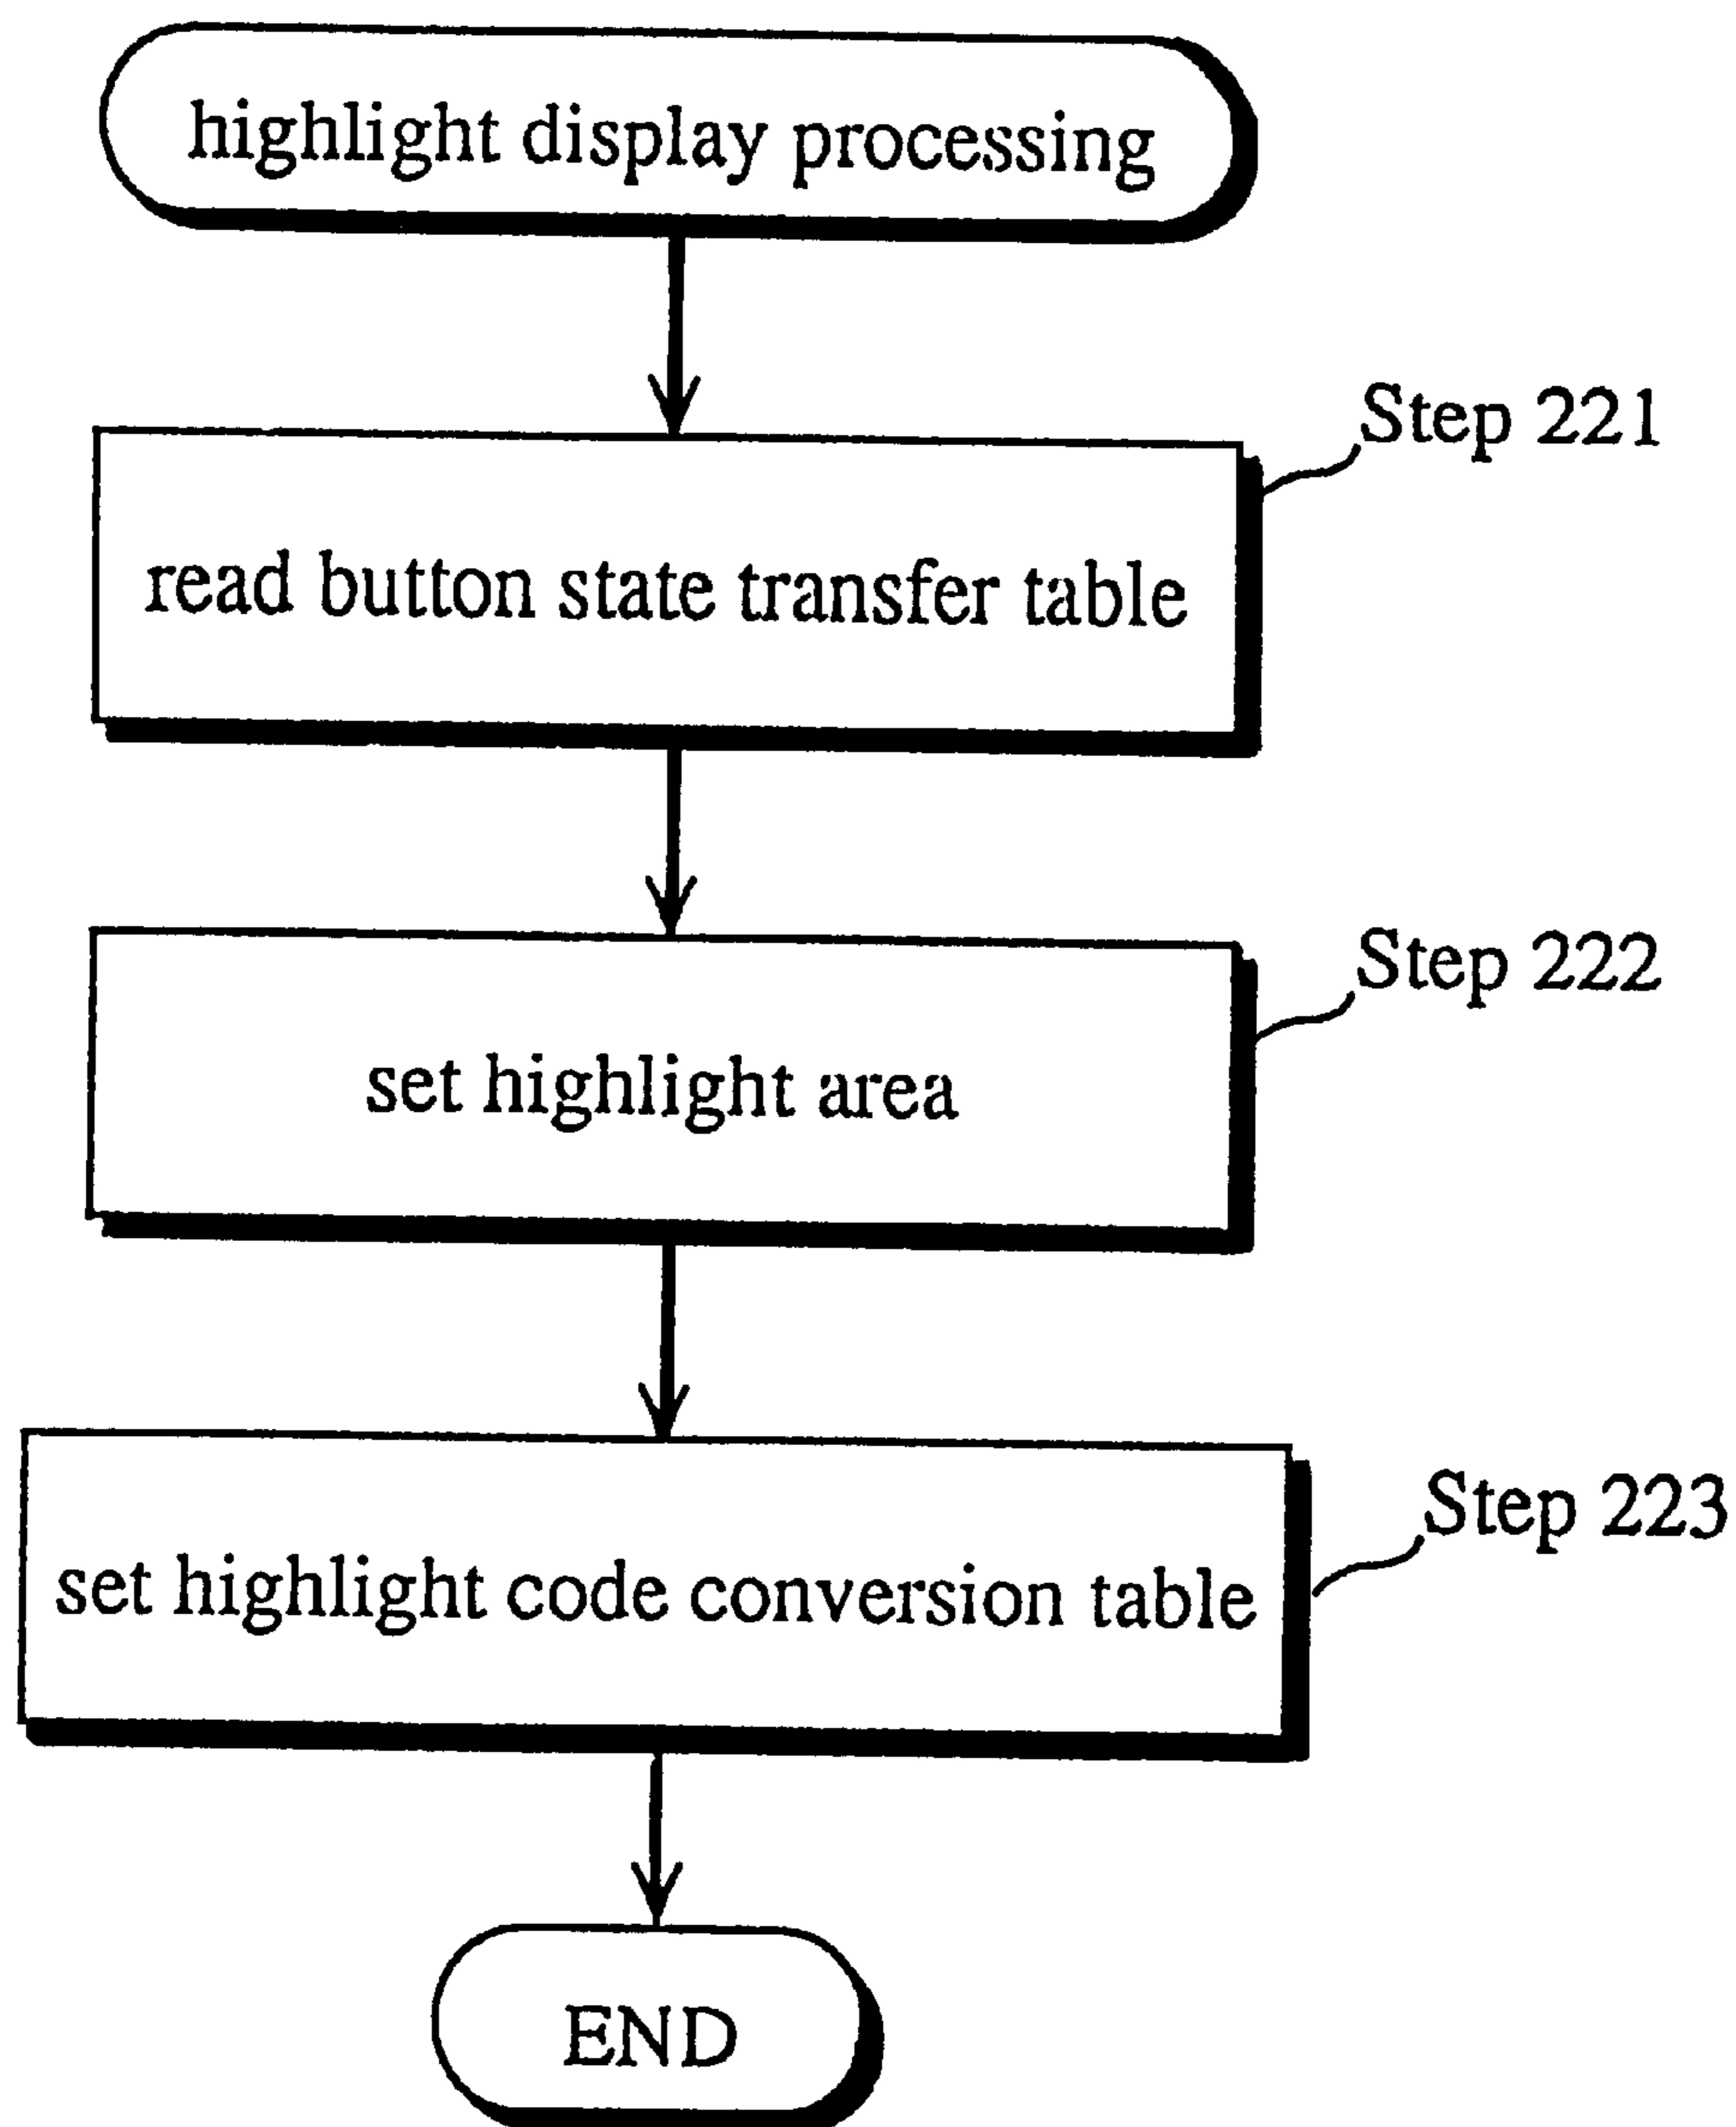 highlight display processing
Step 221
read button state transfer table
Step 222
set highlight area
Step 223
set highlight code conversion table
END